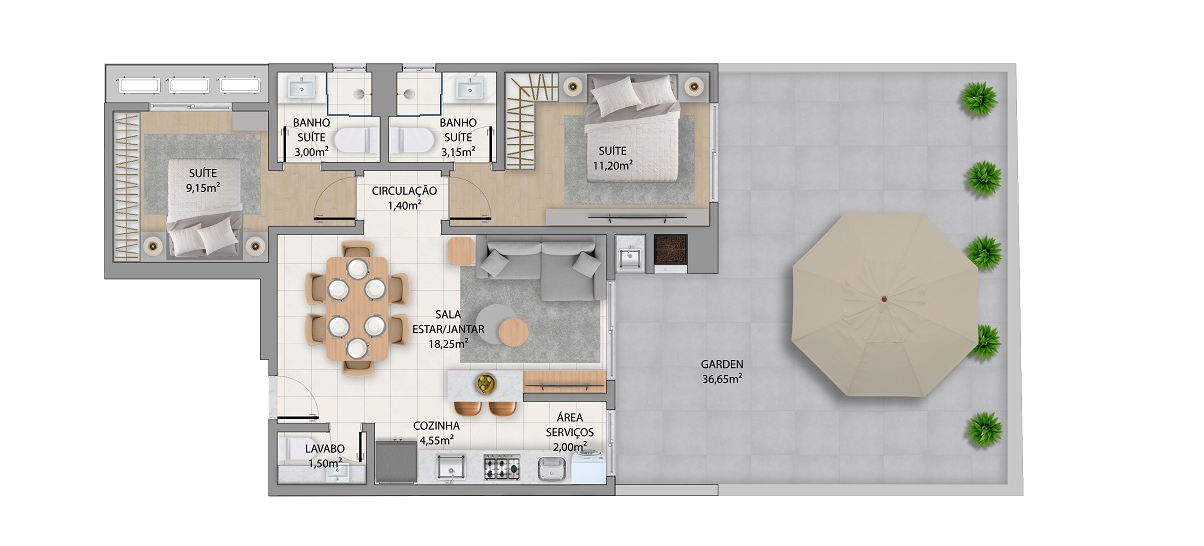 BANHO
SUÍTE
3,00m²
BANHO
SUÍTE
3,15m²
SUÍTE
11,20m²
SUÍTE
9,15m²
CIRCULAÇÃO
1,40m²
SALA
ESTAR/JANTAR
18,25m²
GARDEN
36,65m²
COZINHA
4,55m²
ÁREA
SERVIÇOS
2,00m²
LAVABO
1,50m²